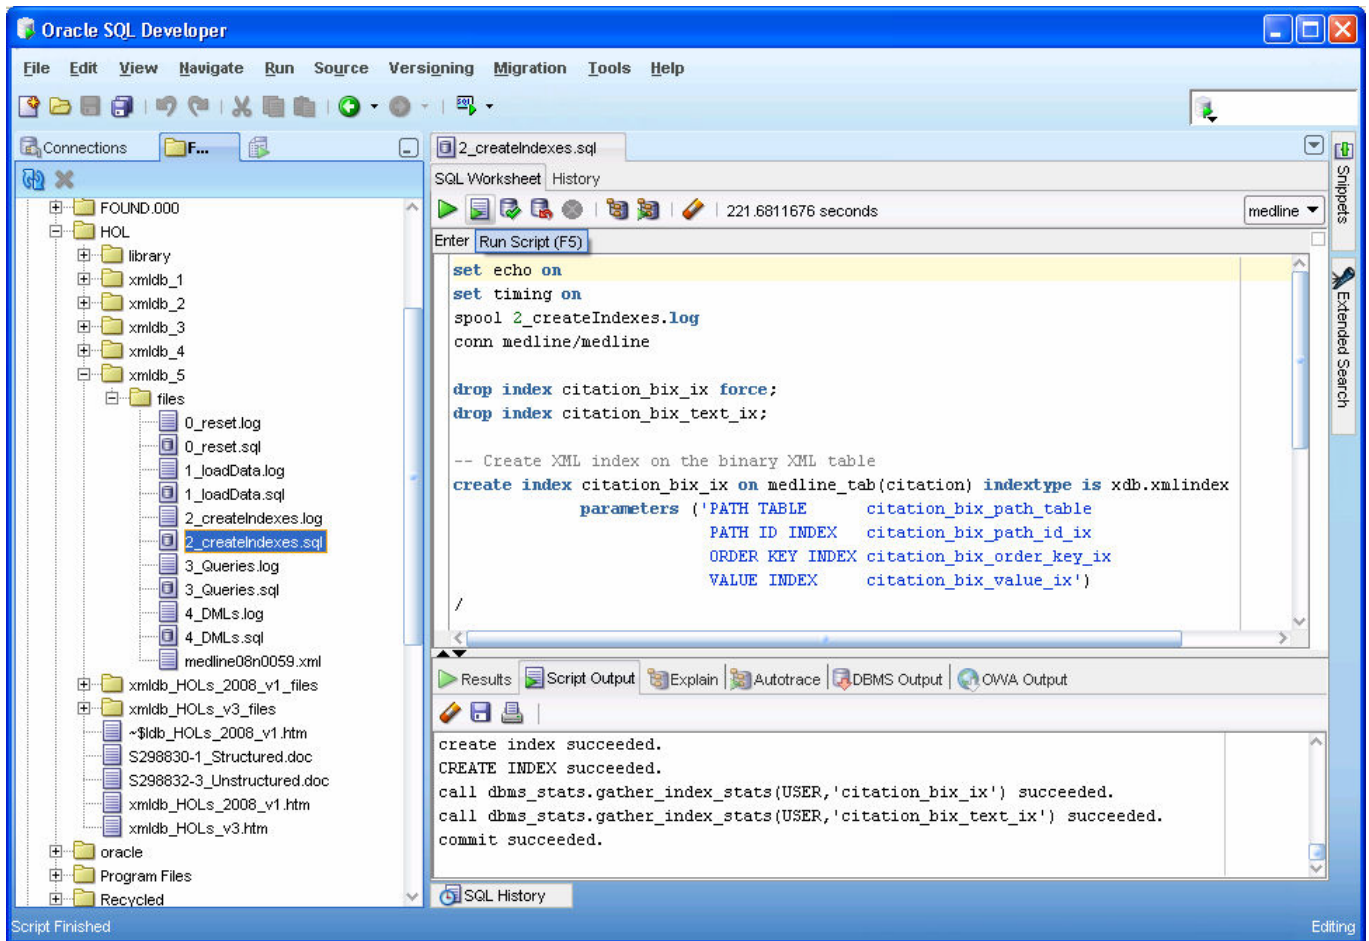 Oracle SQL Developer
File Edit View Navigate Run Source Versioning Migration Tools Help
Connections F...
FOUND.000
HOL
library
xmldb_1
xmldb_2
xmldb_3
xmldb_4
xmldb_5
files
0_reset.log
0_reset.sql
1_loadData.log
1_loadData.sql
2_createIndexes.log
2_createIndexes.sql
3_Queries.log
3_Queries.sql
4_DMLs.log
4_DMLs.sql
medline08n0059.xml
xmldb_HOLs_2008_v1_files
xmldb_HOLs_v3_files
~$ldb_HOLs_2008_v1.htm
S298830-1_Structured.doc
S298832-3_Unstructured.doc
xmldb_HOLs_2008_v1.htm
xmldb_HOLs_v3.htm
oracle
Program Files
Recycled
2_createIndexes.sql
SQL Worksheet History
221.6811676 seconds medline
Enter Run Script (F5)
set echo on
set timing on
spool 2_createIndexes.log
conn medline/medline
drop index citation_bix_ix force;
drop index citation_bix_text_ix;
-- Create XML index on the binary XML table
create index citation_bix_ix on medline_tab(citation) indextype is xdb.xmlindex
parameters ('PATH TABLE citation_bix_path_table
PATH ID INDEX citation_bix_path_id_ix
ORDER KEY INDEX citation_bix_order_key_ix
VALUE INDEX citation_bix_value_ix')
/
Results Script Output Explain Autotrace DBMS Output OWA Output
create index succeeded.
CREATE INDEX succeeded.
call dbms_stats.gather_index_stats(USER,'citation_bix_ix') succeeded.
call dbms_stats.gather_index_stats(USER,'citation_bix_text_ix') succeeded.
commit succeeded.
SQL History
Snippets
Extended Search
Script Finished Editing